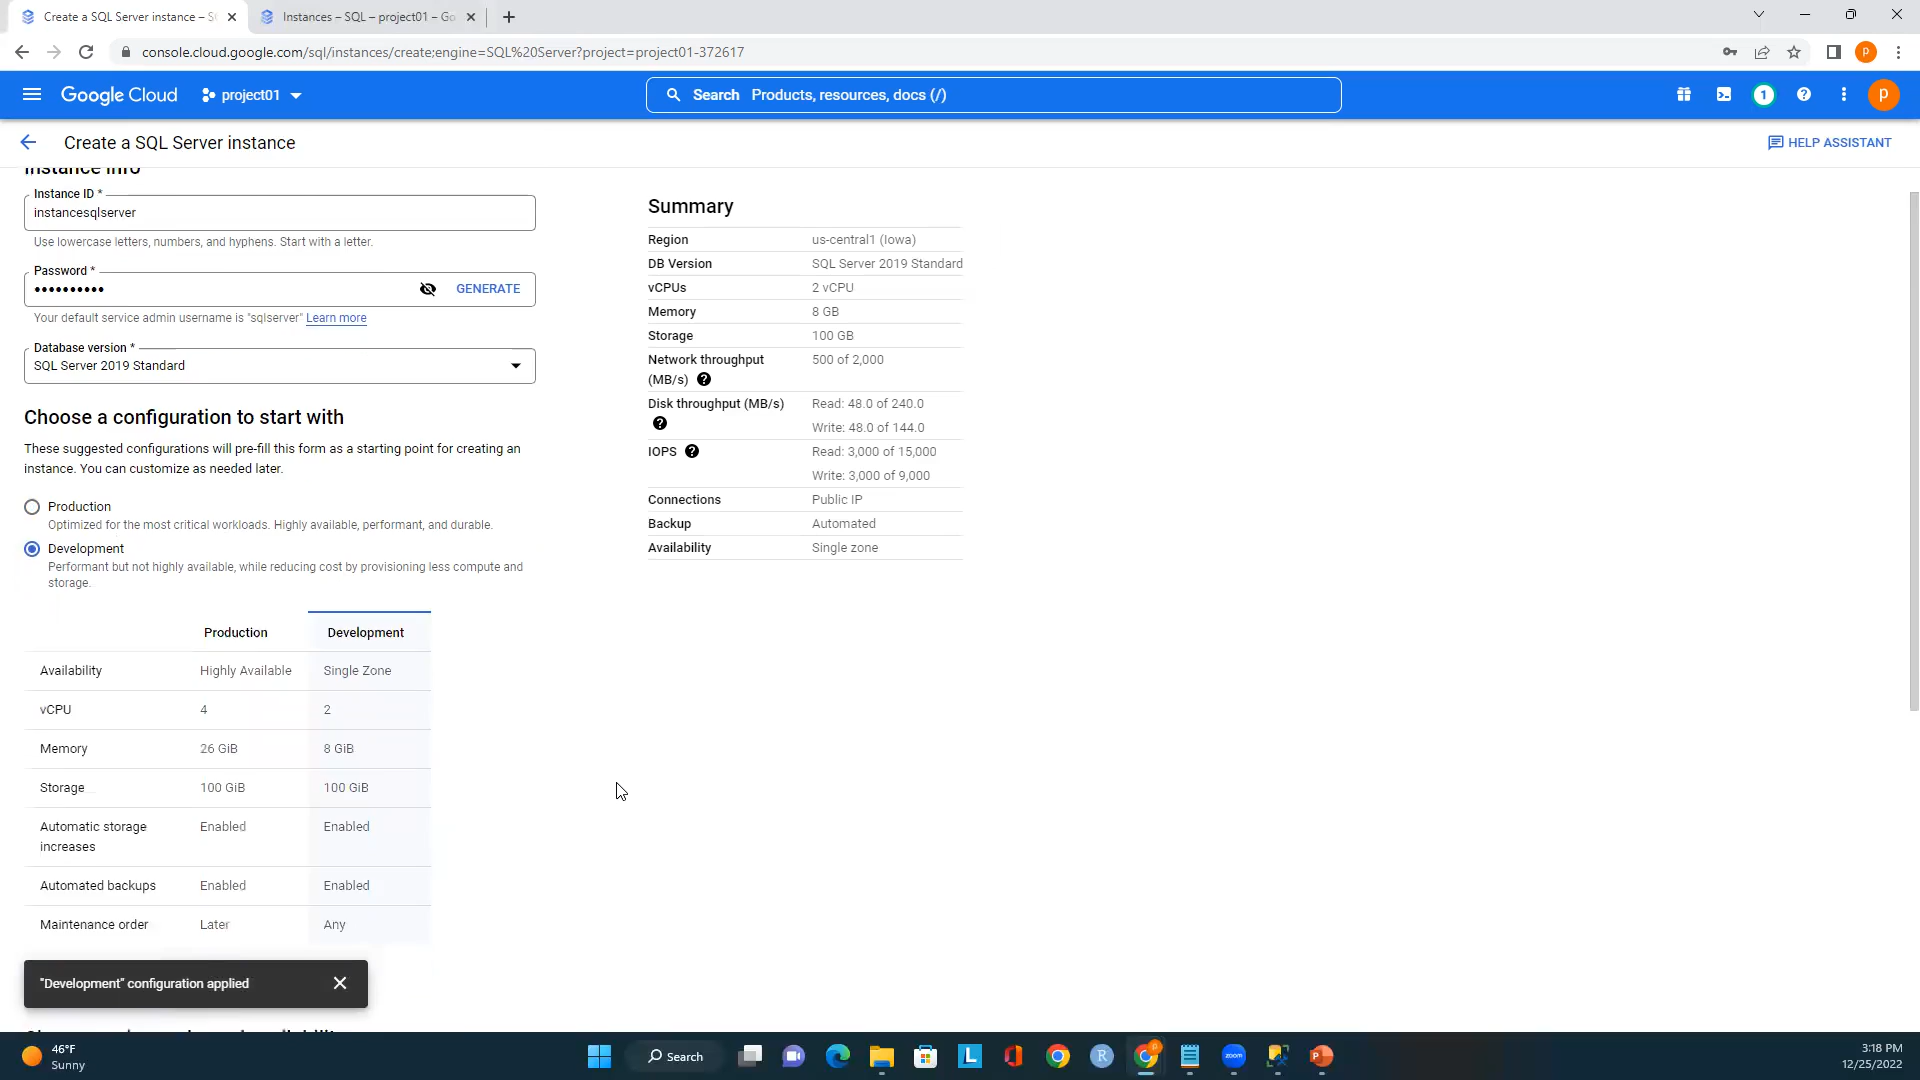 Create a SQL Server instance – S
Instances – SQL – project01 – Go
console.cloud.google.com/sql/instances/create;engine=SQL%20Server?project=project01-372617
P
Google Cloud
project01
Search Products, resources, docs (/)
1
P
Create a SQL Server instance
HELP ASSISTANT
Instance info
Instance ID *
instancesqlserver
Use lowercase letters, numbers, and hyphens. Start with a letter.
Password *
••••••••••
GENERATE
Your default service admin username is "sqlserver" Learn more
Database version *
SQL Server 2019 Standard
Choose a configuration to start with
These suggested configurations will pre-fill this form as a starting point for creating an
instance. You can customize as needed later.
Production
Optimized for the most critical workloads. Highly available, performant, and durable.
Development
Performant but not highly available, while reducing cost by provisioning less compute and
storage.
Production Development
Availability Highly Available Single Zone
vCPU 4 2
Memory 26 GiB 8 GiB
Storage 100 GiB 100 GiB
Automatic storage
increases Enabled Enabled
Automated backups Enabled Enabled
Maintenance order Later Any
"Development" configuration applied
Summary
Region us-central1 (Iowa)
DB Version SQL Server 2019 Standard
vCPUs 2 vCPU
Memory 8 GB
Storage 100 GB
Network throughput
(MB/s) 500 of 2,000
Disk throughput (MB/s) Read: 48.0 of 240.0
Write: 48.0 of 144.0
IOPS Read: 3,000 of 15,000
Write: 3,000 of 9,000
Connections Public IP
Backup Automated
Availability Single zone
46°F
Sunny
Search
L
R
zoom
P
3:18 PM
12/25/2022